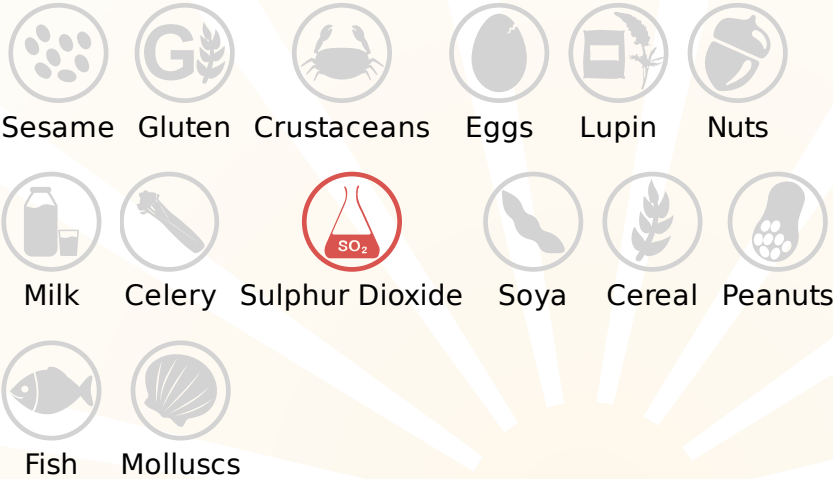 G
Sesame Gluten Crustaceans Eggs Lupin Nuts
SO₂
Milk Celery Sulphur Dioxide Soya Cereal Peanuts
Fish Molluscs